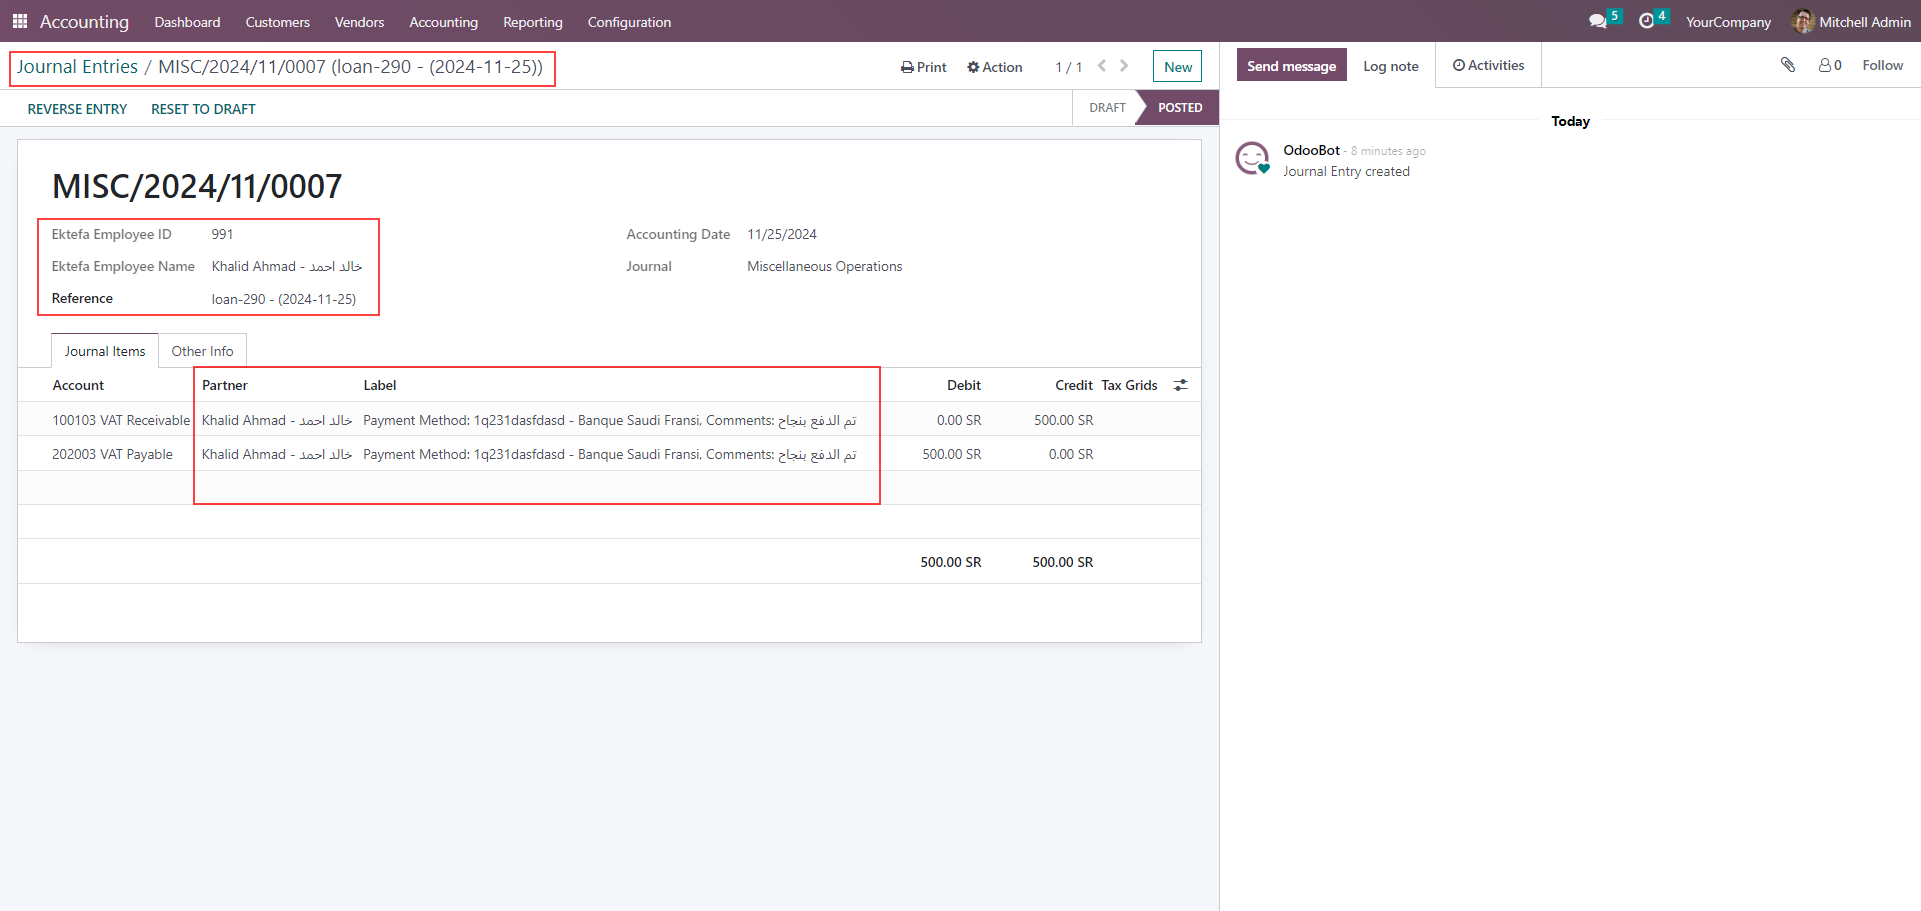 Accounting Dashboard Customers Vendors Accounting Reporting Configuration 5 4 YourCompany Mitchell Admin
Journal Entries / MISC/2024/11/0007 (loan-290 - (2024-11-25)) Print Action 1 / 1 New
Send message Log note Activities 0 Follow
REVERSE ENTRY RESET TO DRAFT DRAFT POSTED
Today
OdooBot - 8 minutes ago
Journal Entry created
MISC/2024/11/0007
Ektefa Employee ID 991 Accounting Date 11/25/2024
Ektefa Employee Name Khalid Ahmad - خالد احمد Journal Miscellaneous Operations
Reference loan-290 - (2024-11-25)
Journal Items Other Info
Account Partner Label Debit Credit Tax Grids
100103 VAT Receivable Khalid Ahmad - خالد احمد Payment Method: 1q231dasfdasd - Banque Saudi Fransi, Comments: تم الدفع بنجاح 0.00 SR 500.00 SR
202003 VAT Payable Khalid Ahmad - خالد احمد Payment Method: 1q231dasfdasd - Banque Saudi Fransi, Comments: تم الدفع بنجاح 500.00 SR 0.00 SR
500.00 SR 500.00 SR